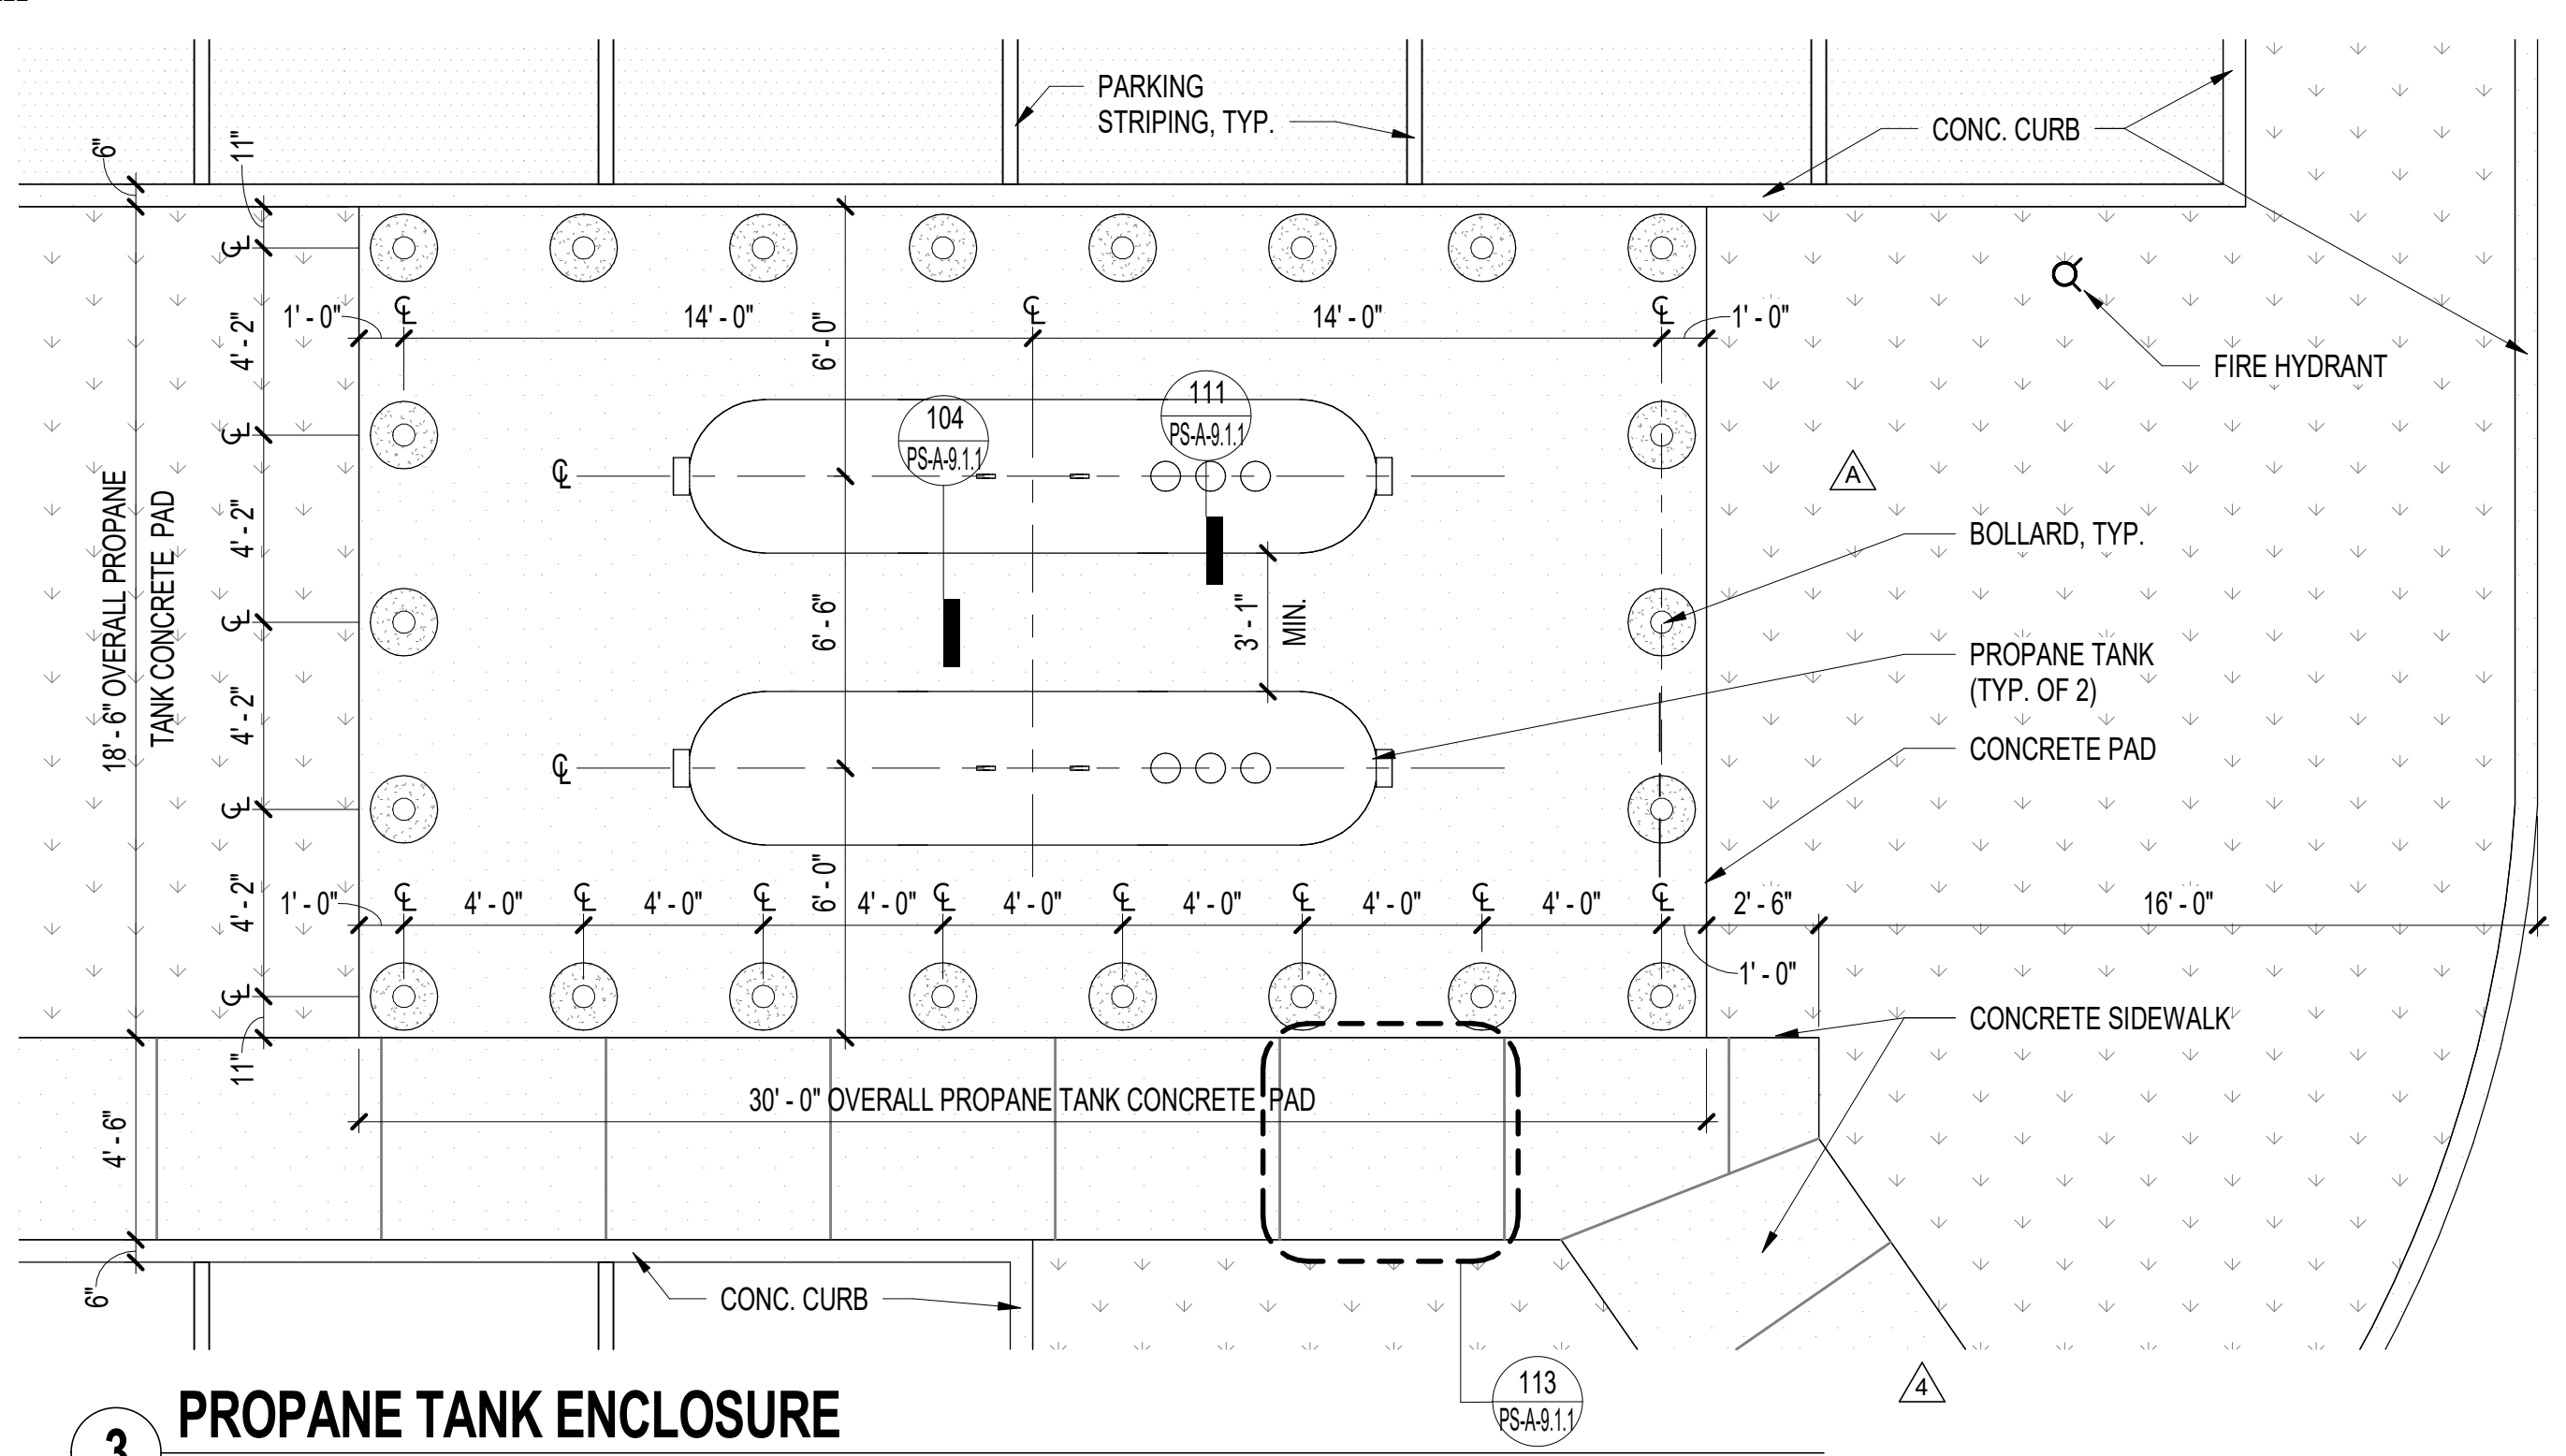 PARKING
STRIPING, TYP.
CONC. CURB
6"
11"
1' - 0"
℄
14' - 0"
℄
14' - 0"
℄
1' - 0"
6' - 0"
FIRE HYDRANT
℄
4' - 2"
℄
4' - 2"
℄
4' - 2"
℄
4' - 2"
℄
11"
18' - 6" OVERALL PROPANE
TANK CONCRETE PAD
104
PS-A-9.1.1
111
PS-A-9.1.1
℄
A
6' - 6"
3' - 1"
MIN.
BOLLARD, TYP.
PROPANE TANK
(TYP. OF 2)
℄
CONCRETE PAD
6' - 0"
1' - 0"
℄
4' - 0"
℄
4' - 0"
℄
4' - 0"
℄
4' - 0"
℄
4' - 0"
℄
4' - 0"
℄
4' - 0"
℄
2' - 6"
16' - 0"
1' - 0"
CONCRETE SIDEWALK
30' - 0" OVERALL PROPANE TANK CONCRETE PAD
4' - 6"
6"
CONC. CURB
113
PS-A-9.1.1
4
3
PROPANE TANK ENCLOSURE